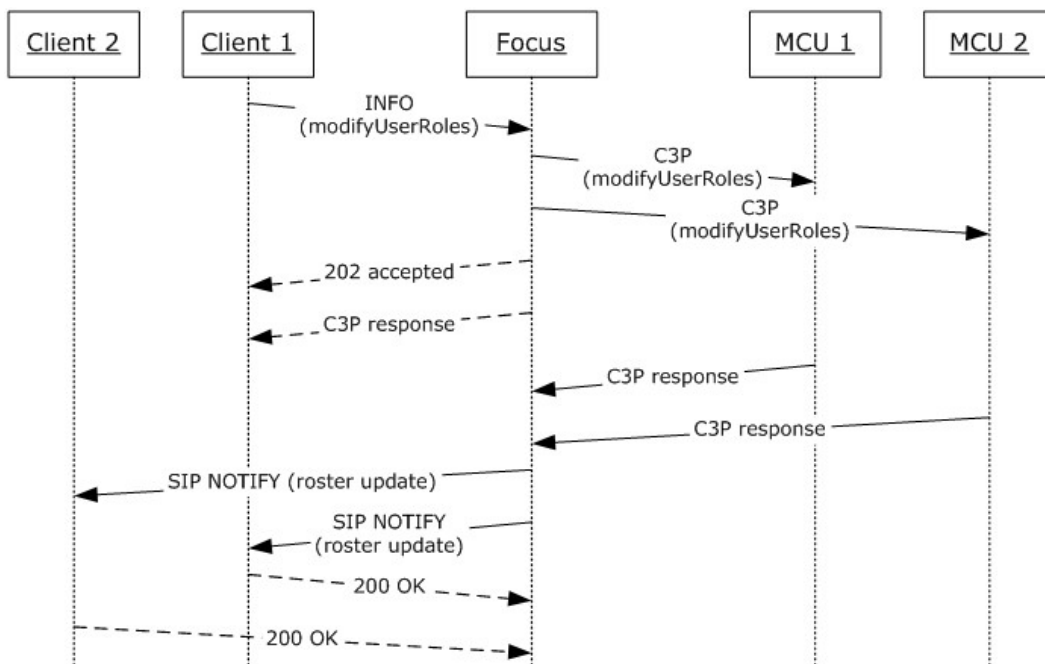 Client 2
Client 1
Focus
MCU 1
MCU 2
INFO
(modifyUserRoles)
C3P
(modifyUserRoles)
C3P
(modifyUserRoles)
202 accepted
C3P response
C3P response
C3P response
SIP NOTIFY (roster update)
SIP NOTIFY
(roster update)
200 OK
200 OK